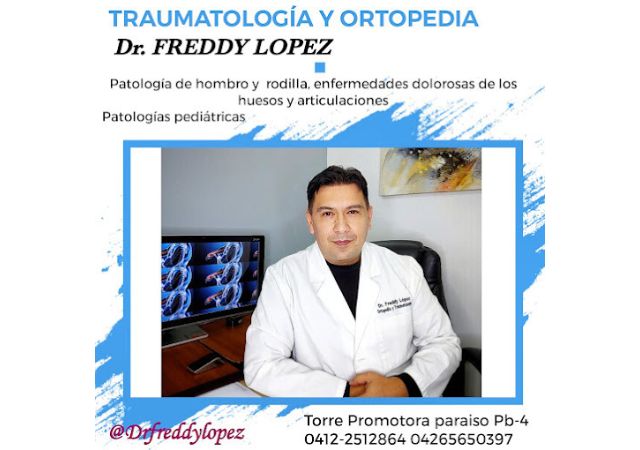 TRAUMATOLOGÍA Y ORTOPEDIA
Dr. FREDDY LOPEZ
Patología de hombro y rodilla, enfermedades dolorosas de los
huesos y articulaciones
Patologías pediátricas
Dr. Freddy López
Ortopedia y Traumatología
@Drfreddylopez
Torre Promotora paraiso Pb-4
0412-2512864 04265650397